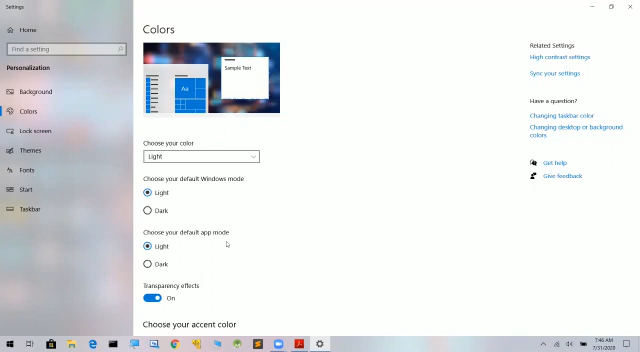 Settings
Home
Find a setting
Personalization
Background
Colors
Lock screen
Themes
Fonts
Start
Taskbar
Colors
Sample Text
Aa
Choose your color
Light
Choose your default Windows mode
Light
Dark
Choose your default app mode
Light
Dark
Transparency effects
On
Choose your accent color
Related Settings
High contrast settings
Sync your settings
Have a question?
Changing taskbar color
Changing desktop or background
colors
Get help
Give feedback
7:46 AM
7/31/2020